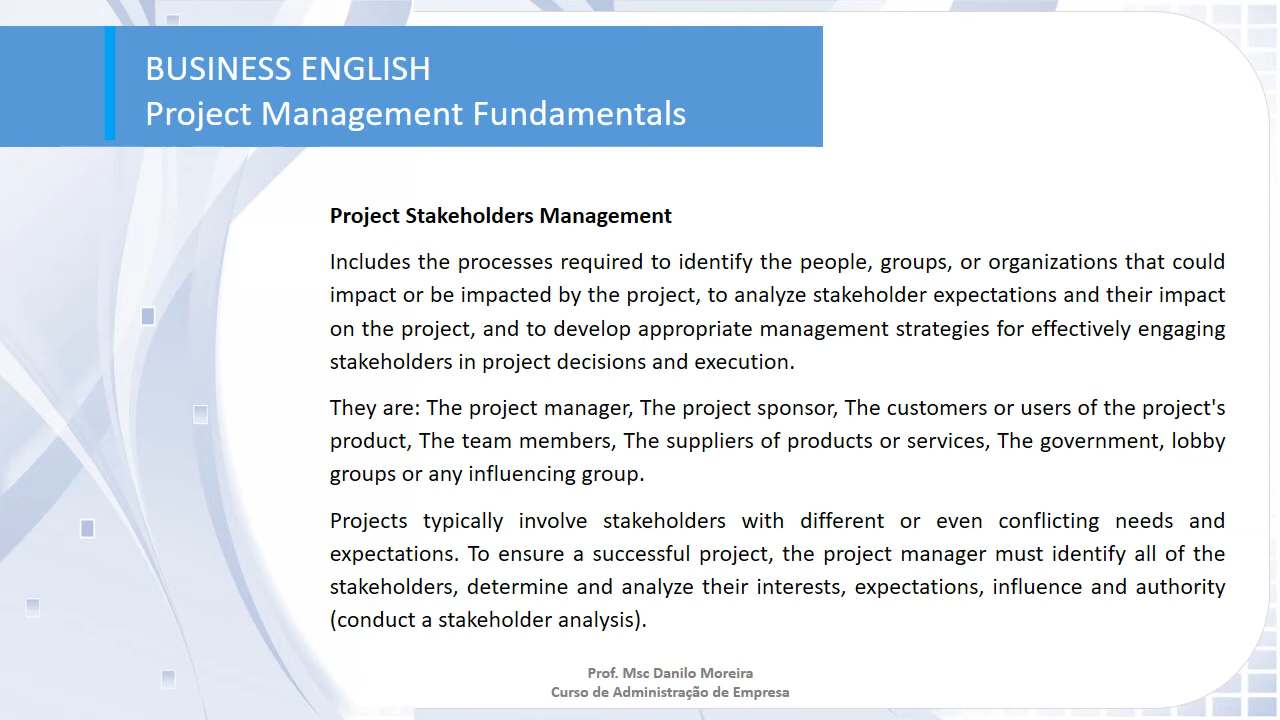 BUSINESS ENGLISH
Project Management Fundamentals
Project Stakeholders Management
Includes the processes required to identify the people, groups, or organizations that could
impact or be impacted by the project, to analyze stakeholder expectations and their impact
on the project, and to develop appropriate management strategies for effectively engaging
stakeholders in project decisions and execution.
They are: The project manager, The project sponsor, The customers or users of the project's
product, The team members, The suppliers of products or services, The government, lobby
groups or any influencing group.
Projects typically involve stakeholders with different or even conflicting needs and
expectations. To ensure a successful project, the project manager must identify all of the
stakeholders, determine and analyze their interests, expectations, influence and authority
(conduct a stakeholder analysis).
Prof. Msc Danilo Moreira
Curso de Administração de Empresa